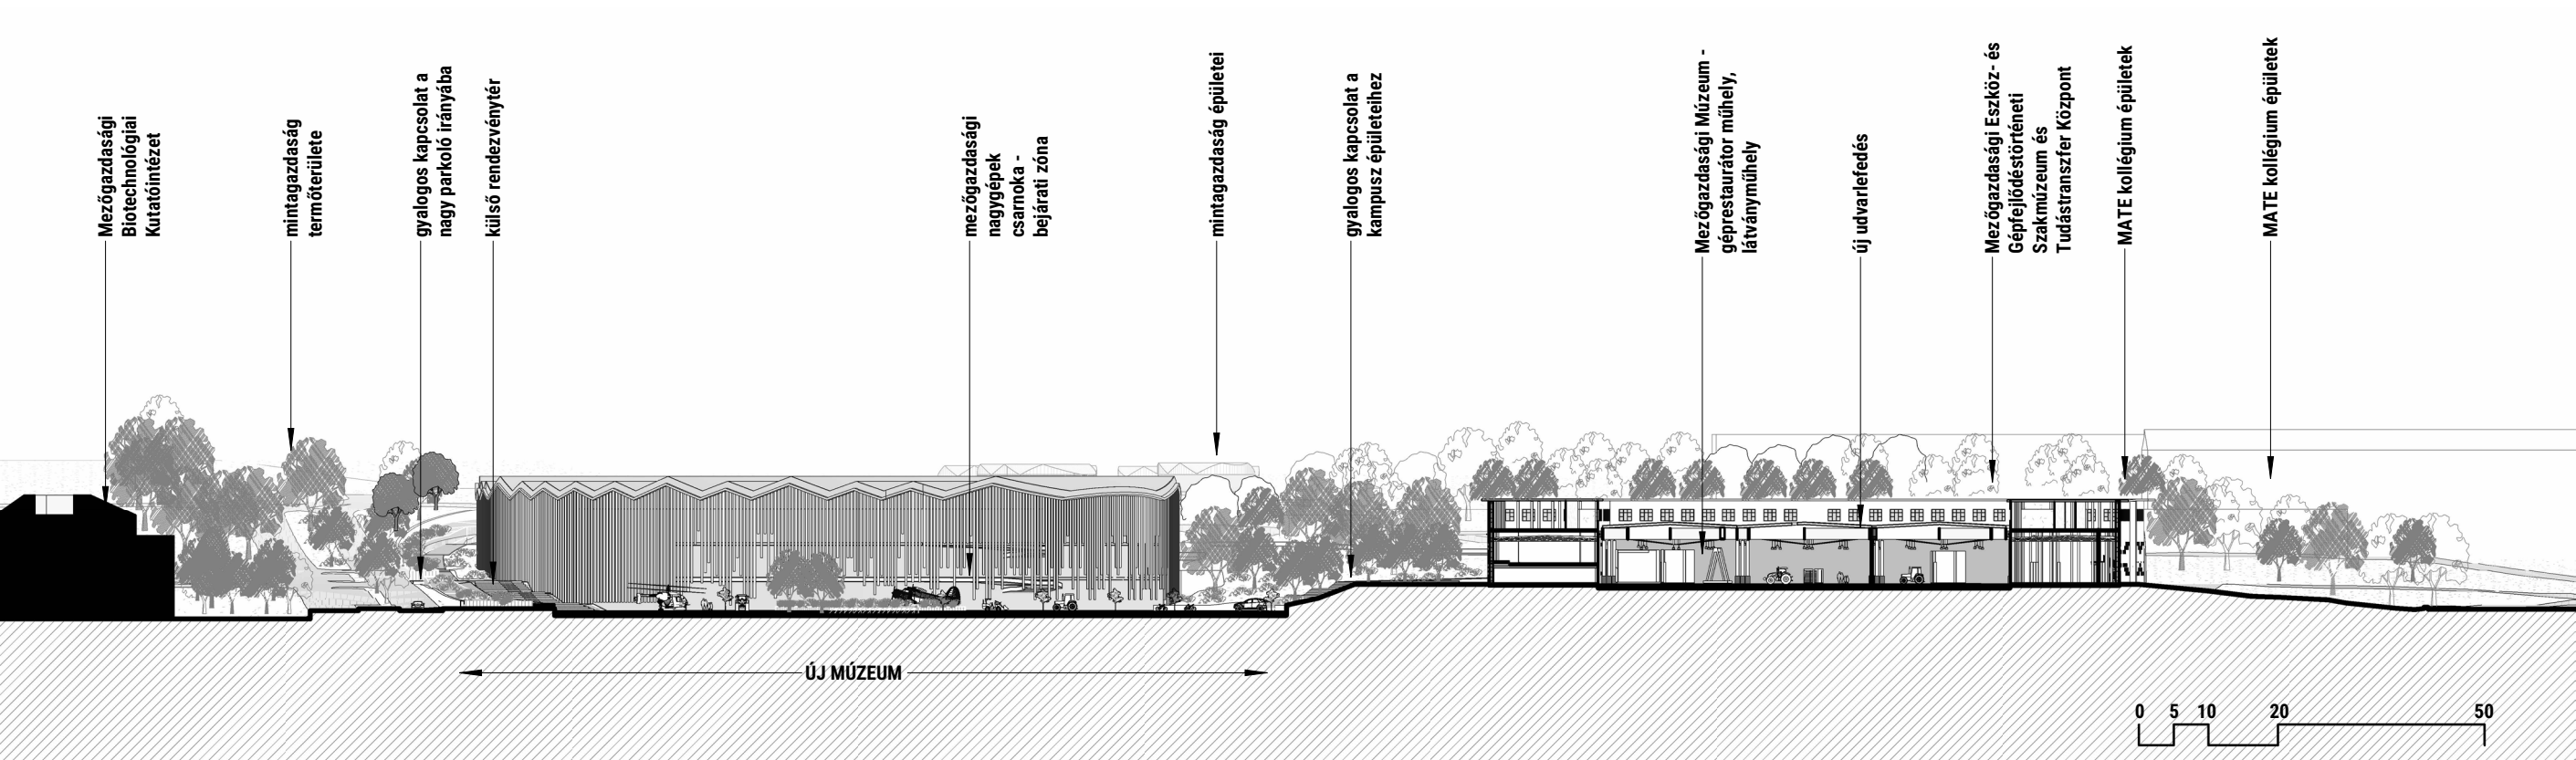 Mezőgazdasági
Biotechnológiai
Kutatóintézet
mintagazdaság
termőterülete
gyalogos kapcsolat a
nagy parkoló irányába
külső rendezvénytér
mezőgazdasági
nagygépek
csarnoka -
bejárati zóna
mintagazdaság épületei
gyalogos kapcsolat a
kampusz épületeihez
Mezőgazdasági Múzeum -
géprestaurátor műhely,
látványműhely
új udvarlefedés
Mezőgazdasági Eszköz- és
Gépfejlődéstörténeti
Szakmúzeum és
Tudástranszfer Központ
MATE kollégium épületek
MATE kollégium épületek
ÚJ MÚZEUM
0 5 10 20 50